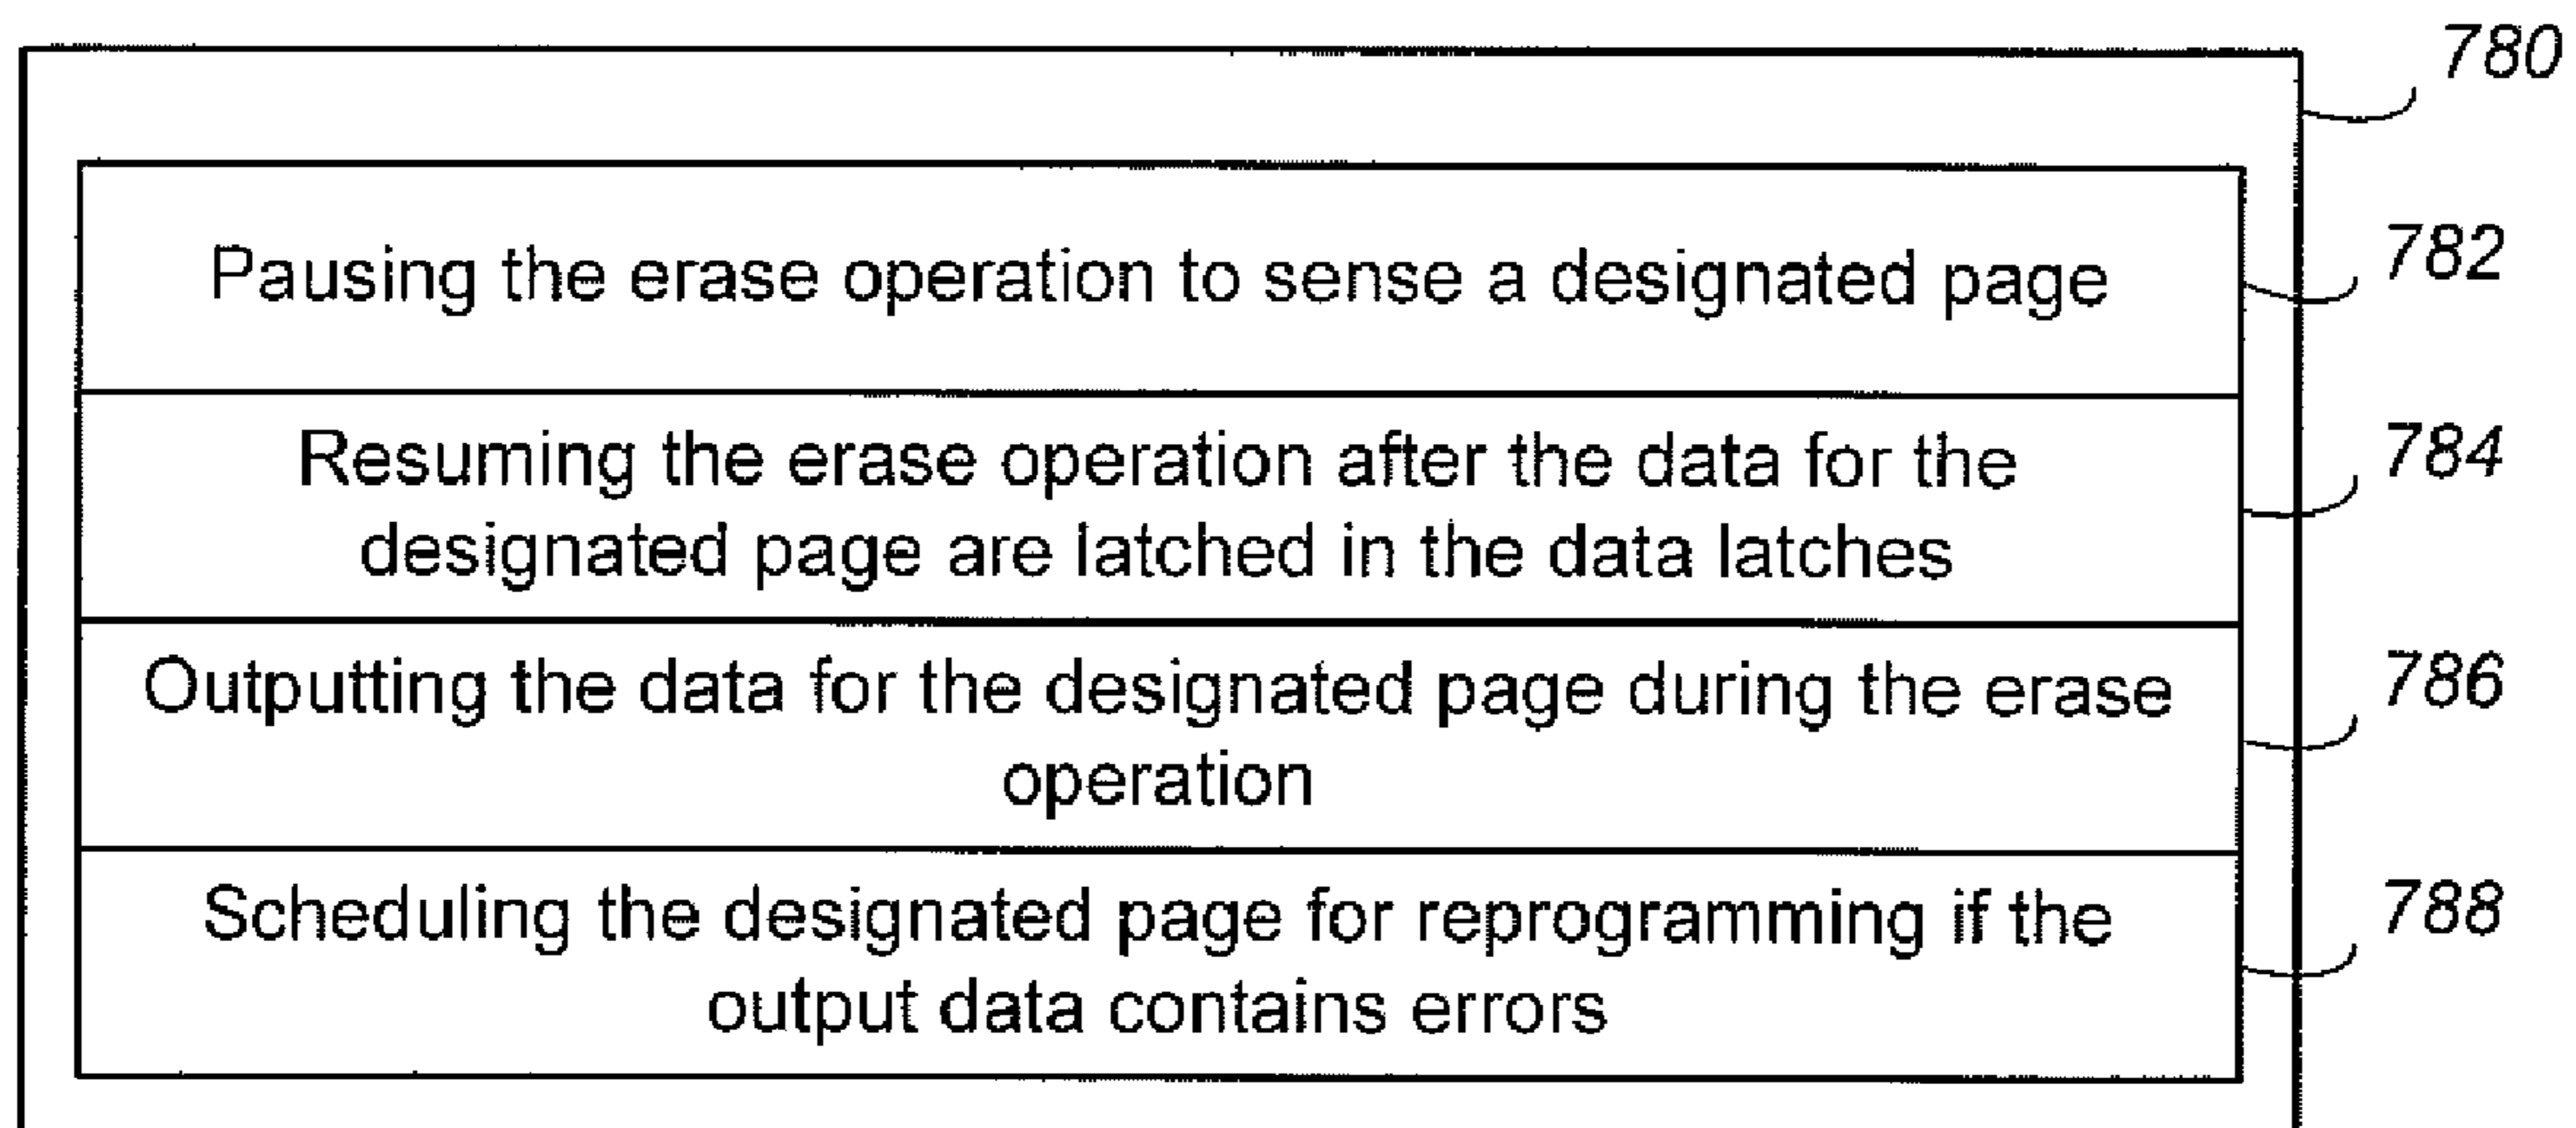 780
Pausing the erase operation to sense a designated page
782
Resuming the erase operation after the data for the
designated page are latched in the data latches
784
Outputting the data for the designated page during the erase
operation
786
Scheduling the designated page for reprogramming if the
output data contains errors
788